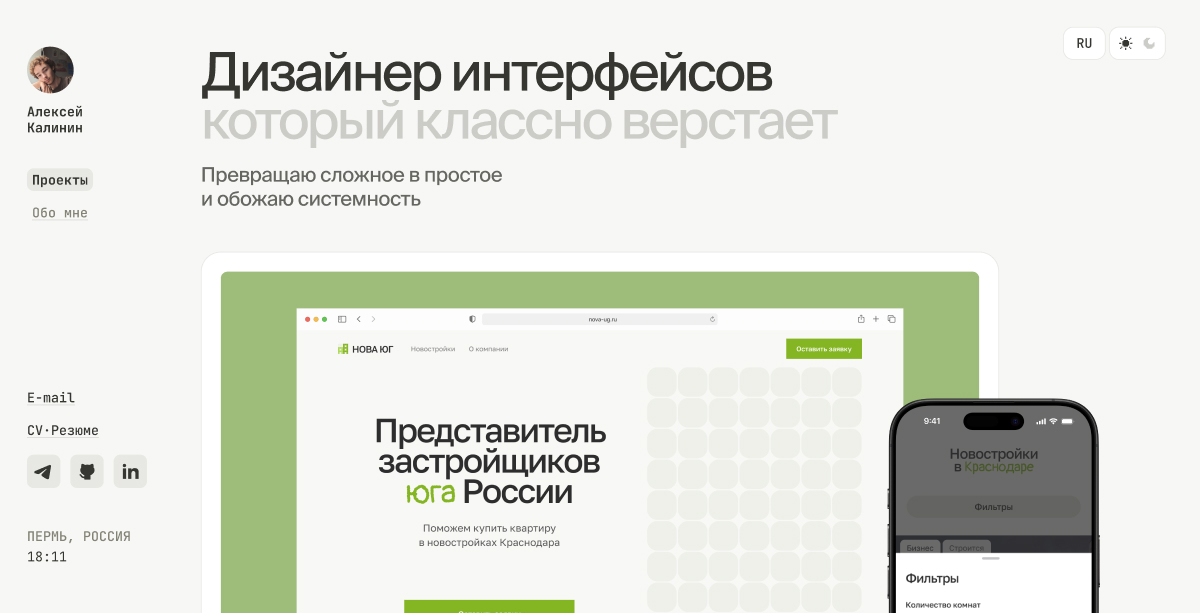 Алексей
Калинин
Проекты
Обо мне
E-mail
CV·Резюме
in
ПЕРМЬ, РОССИЯ
18:11
Дизайнер интерфейсов
который классно верстает
Превращаю сложное в простое
и обожаю системность
RU
nova-ug.ru
НОВА ЮГ
Новостройки
О компании
Оставить заявку
Представитель
застройщиков
юга России
Поможем купить квартиру
в новостройках Краснодара
9:41
Новостройки
в Краснодаре
Фильтры
Бизнес
Строится
Фильтры
Количество комнат